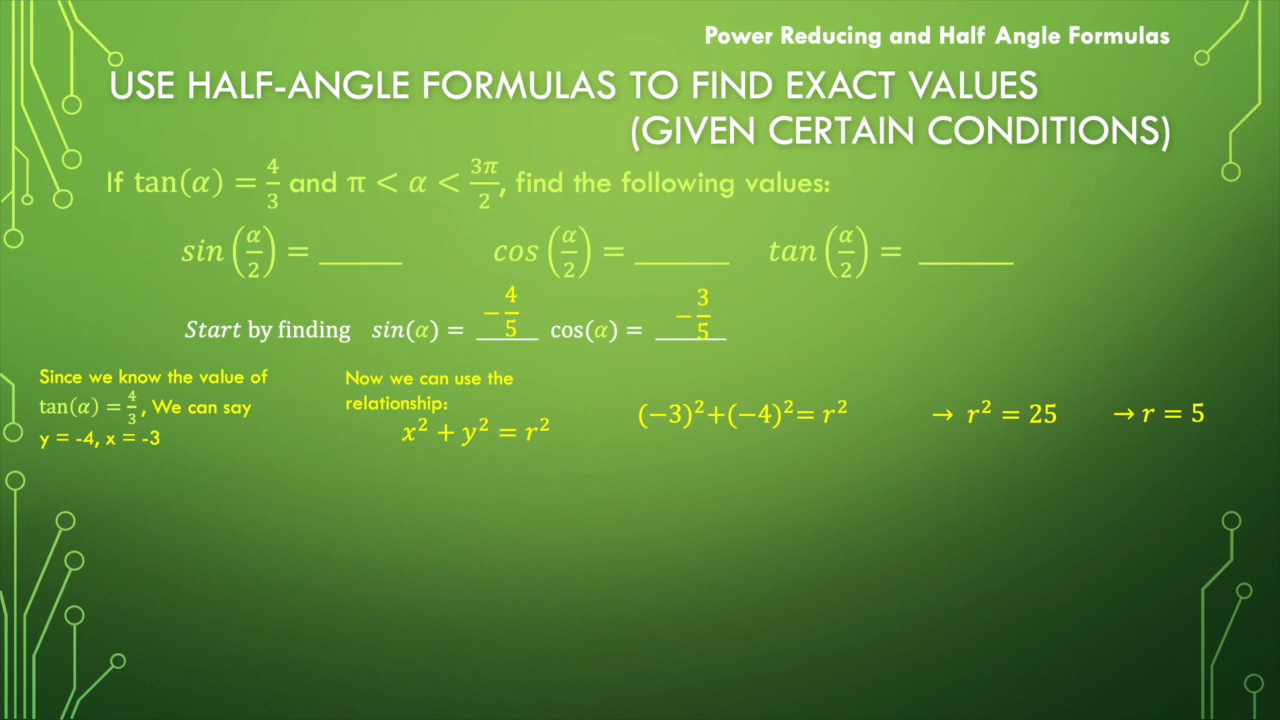 Power Reducing and Half Angle Formulas
USE HALF-ANGLE FORMULAS TO FIND EXACT VALUES
(GIVEN CERTAIN CONDITIONS)
If tan(α) = 4/3 and π < α < 3π/2, find the following values:
sin(α/2) = _____ cos(α/2) = ______ tan(α/2) = ______
Start by finding sin(α) = -4/5 cos(α) = -3/5
Since we know the value of
tan(α) = 4/3, We can say
y = -4, x = -3
Now we can use the
relationship:
x² + y² = r²
(−3)²+(−4)²= r² → r² = 25 → r = 5